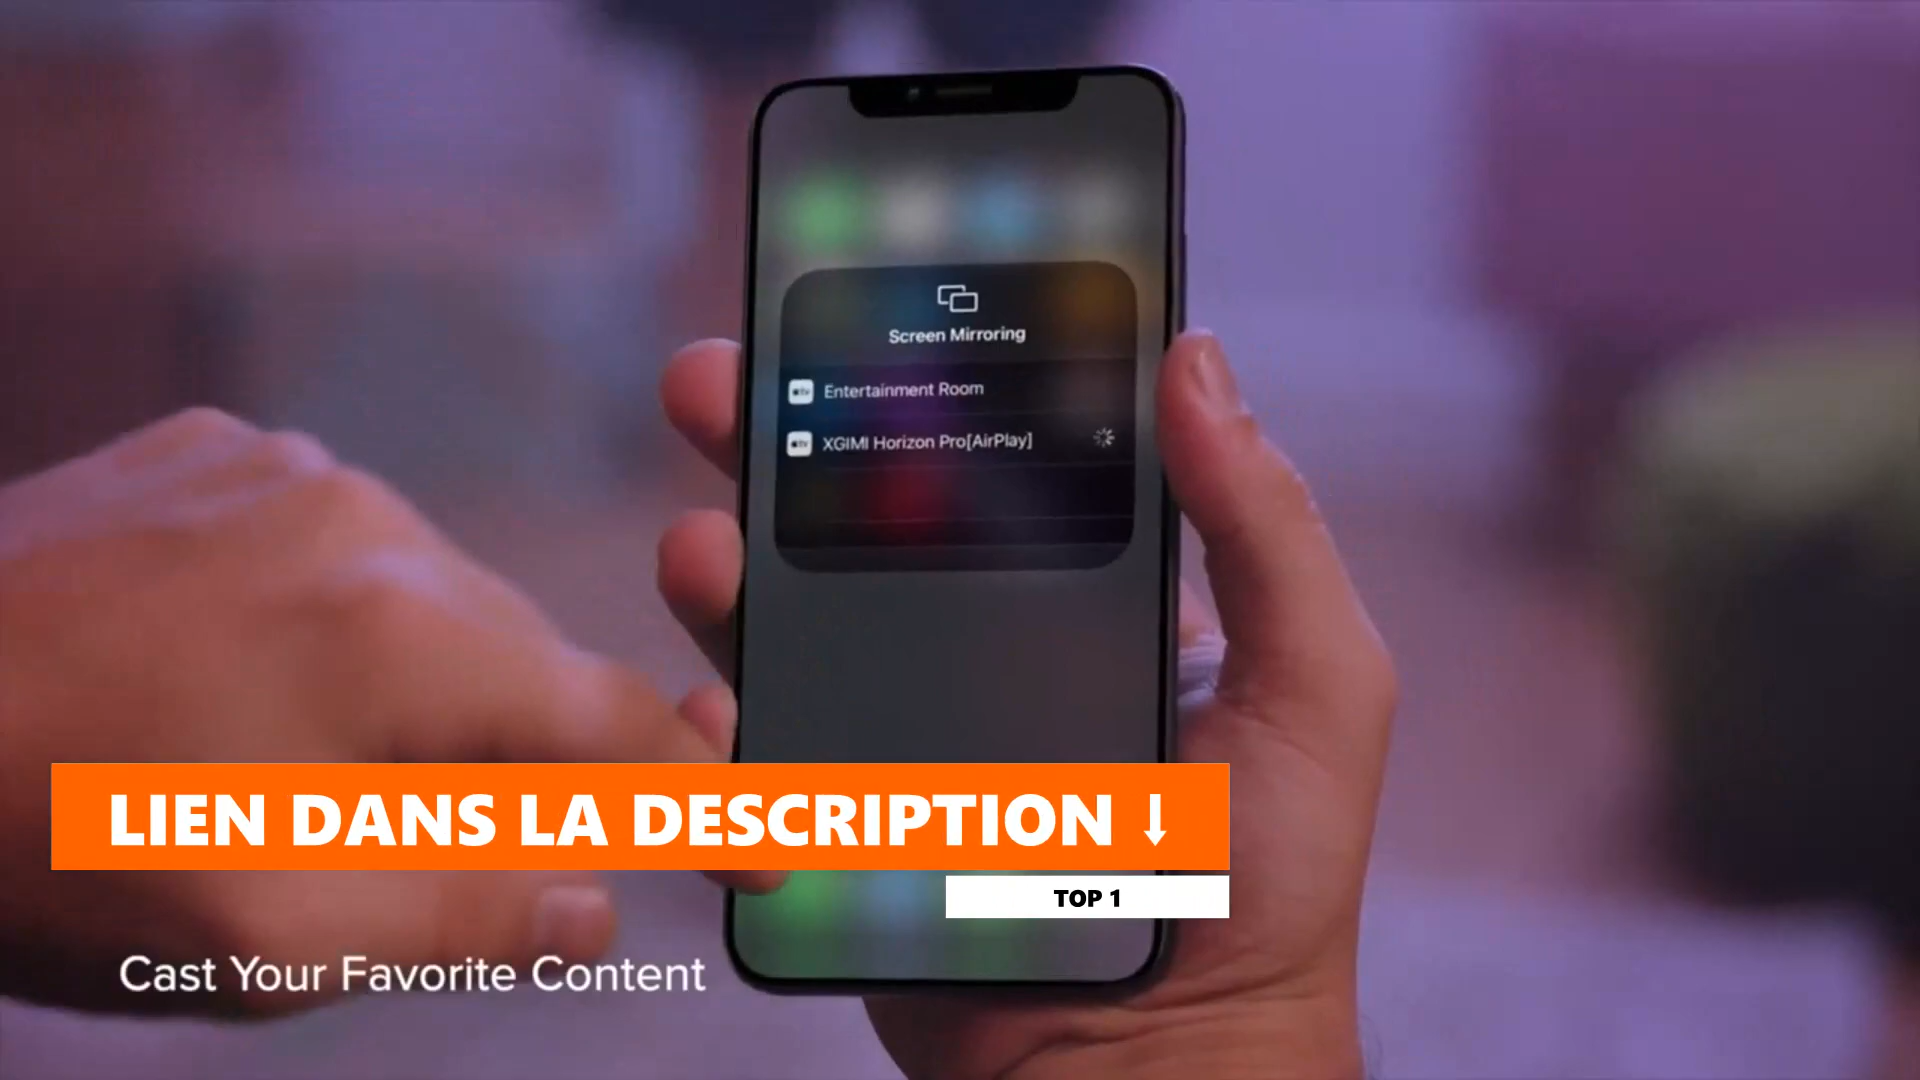 Screen Mirroring
Entertainment Room
XGIMI Horizon Pro[AirPlay]
LIEN DANS LA DESCRIPTION ↓
TOP 1
Cast Your Favorite Content